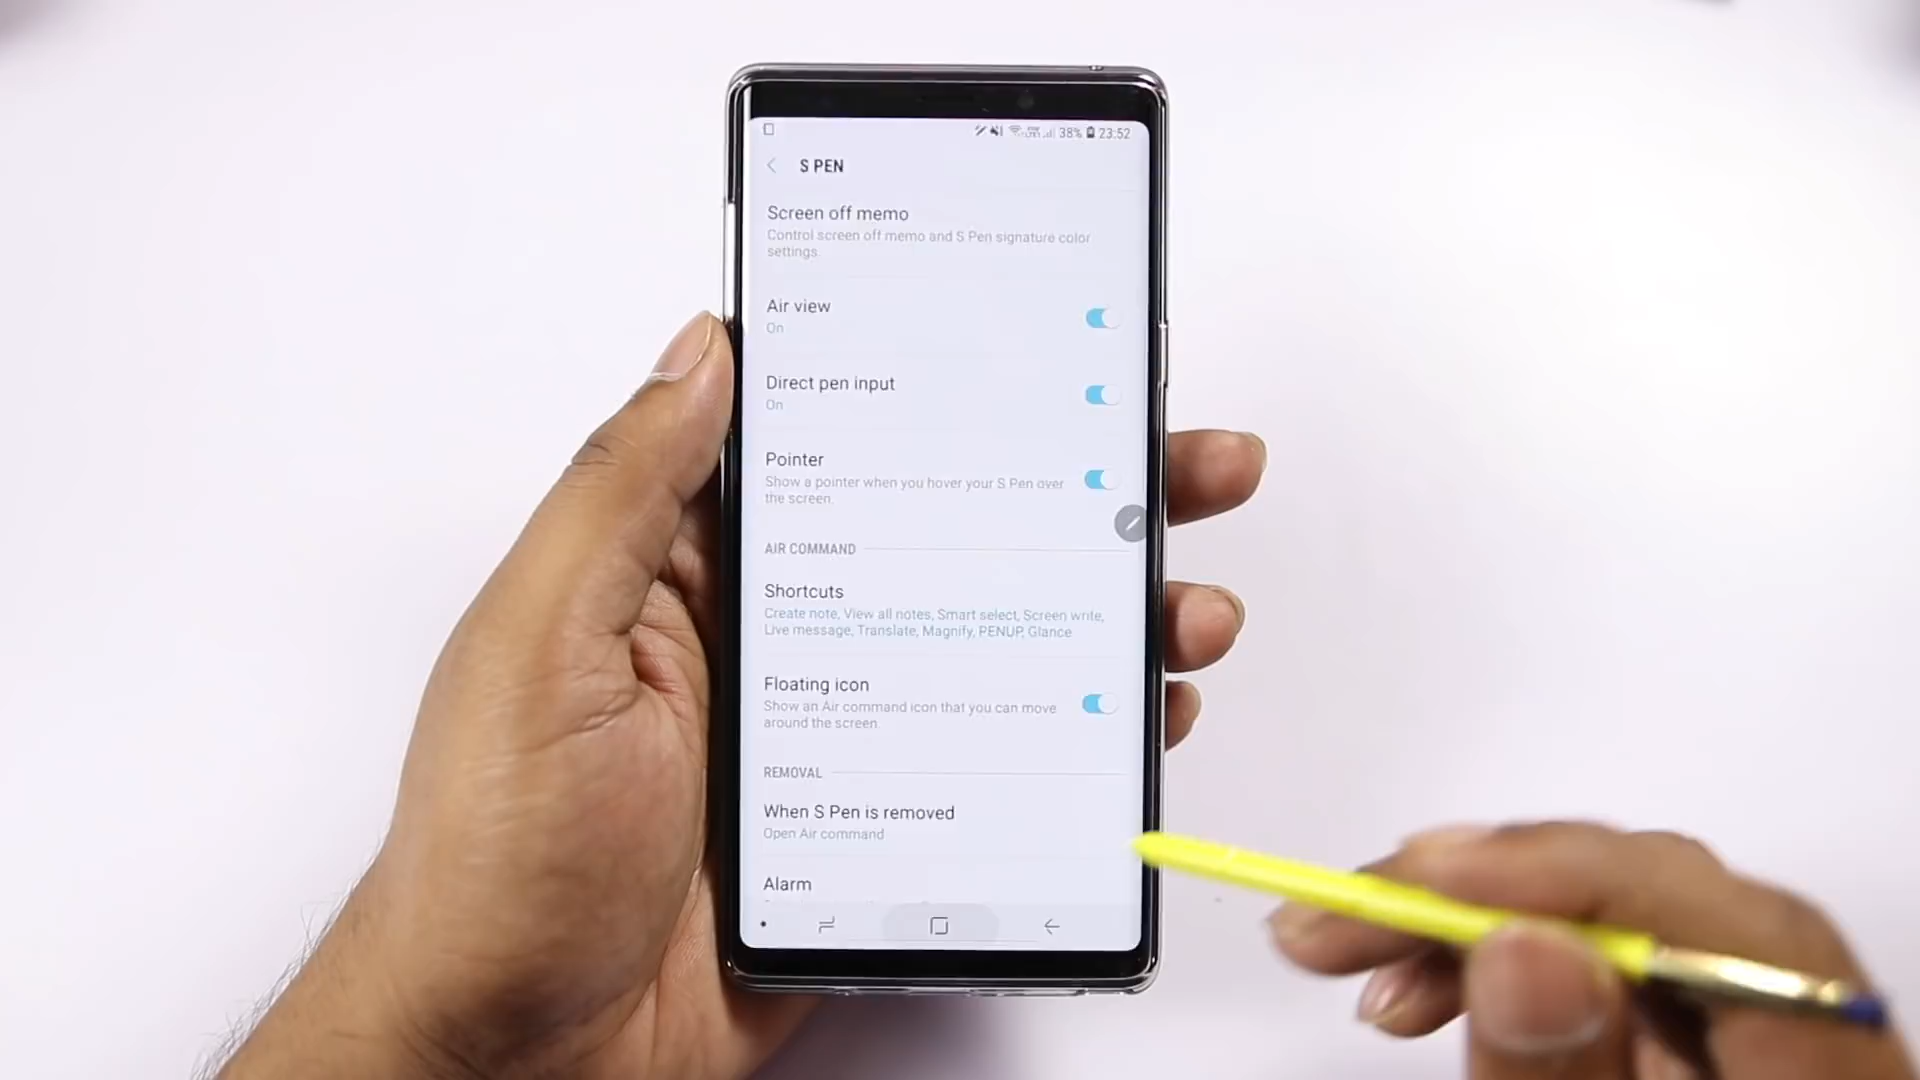 38% 23:52
S PEN
Screen off memo
Control screen off memo and S Pen signature color
settings.
Air view
On
Direct pen input
On
Pointer
Show a pointer when you hover your S Pen over
the screen.
AIR COMMAND
Shortcuts
Create note, View all notes, Smart select, Screen write,
Live message, Translate, Magnify, PENUP, Glance
Floating icon
Show an Air command icon that you can move
around the screen.
REMOVAL
When S Pen is removed
Open Air command
Alarm